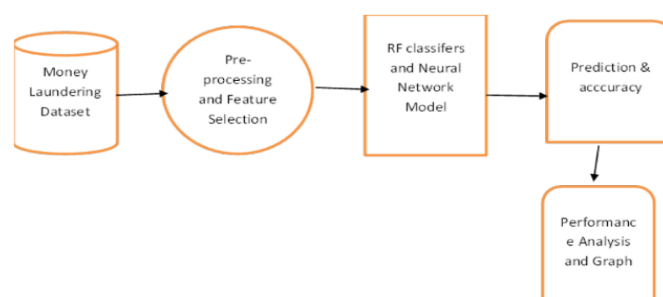 Money
Laundering
Dataset
Pre-
processing
and Feature
Selection
RF classifers
and Neural
Network
Model
Prediction &
acccuracy
Performanc
e Analysis
and Graph